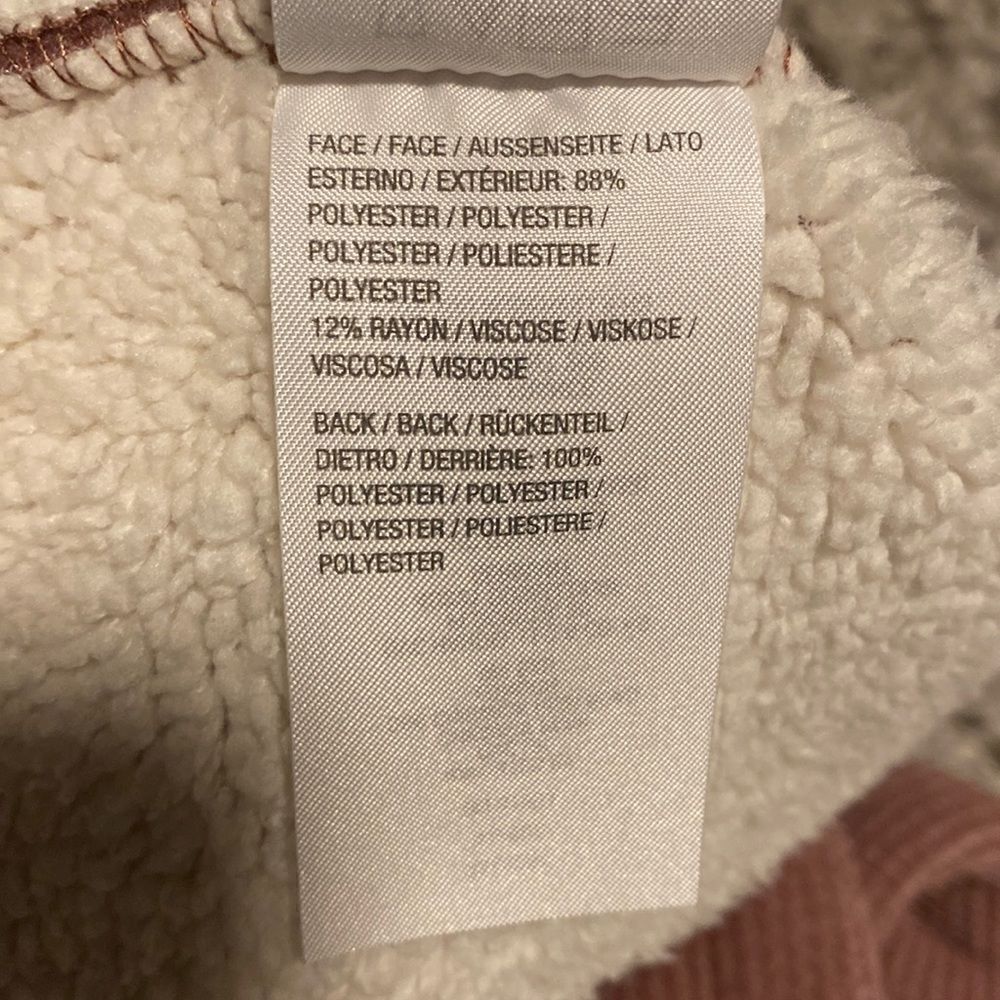 FACE / FACE / AUSSENSEITE / LATO
ESTERNO / EXTÉRIEUR: 88%
POLYESTER / POLYESTER /
POLYESTER / POLIESTERE /
POLYESTER
12% RAYON / VISCOSE / VISKOSE /
VISCOSA / VISCOSE
BACK / BACK / RÜCKENTEIL /
DIETRO / DERRIÈRE: 100%
POLYESTER / POLYESTER /
POLYESTER / POLIESTERE /
POLYESTER